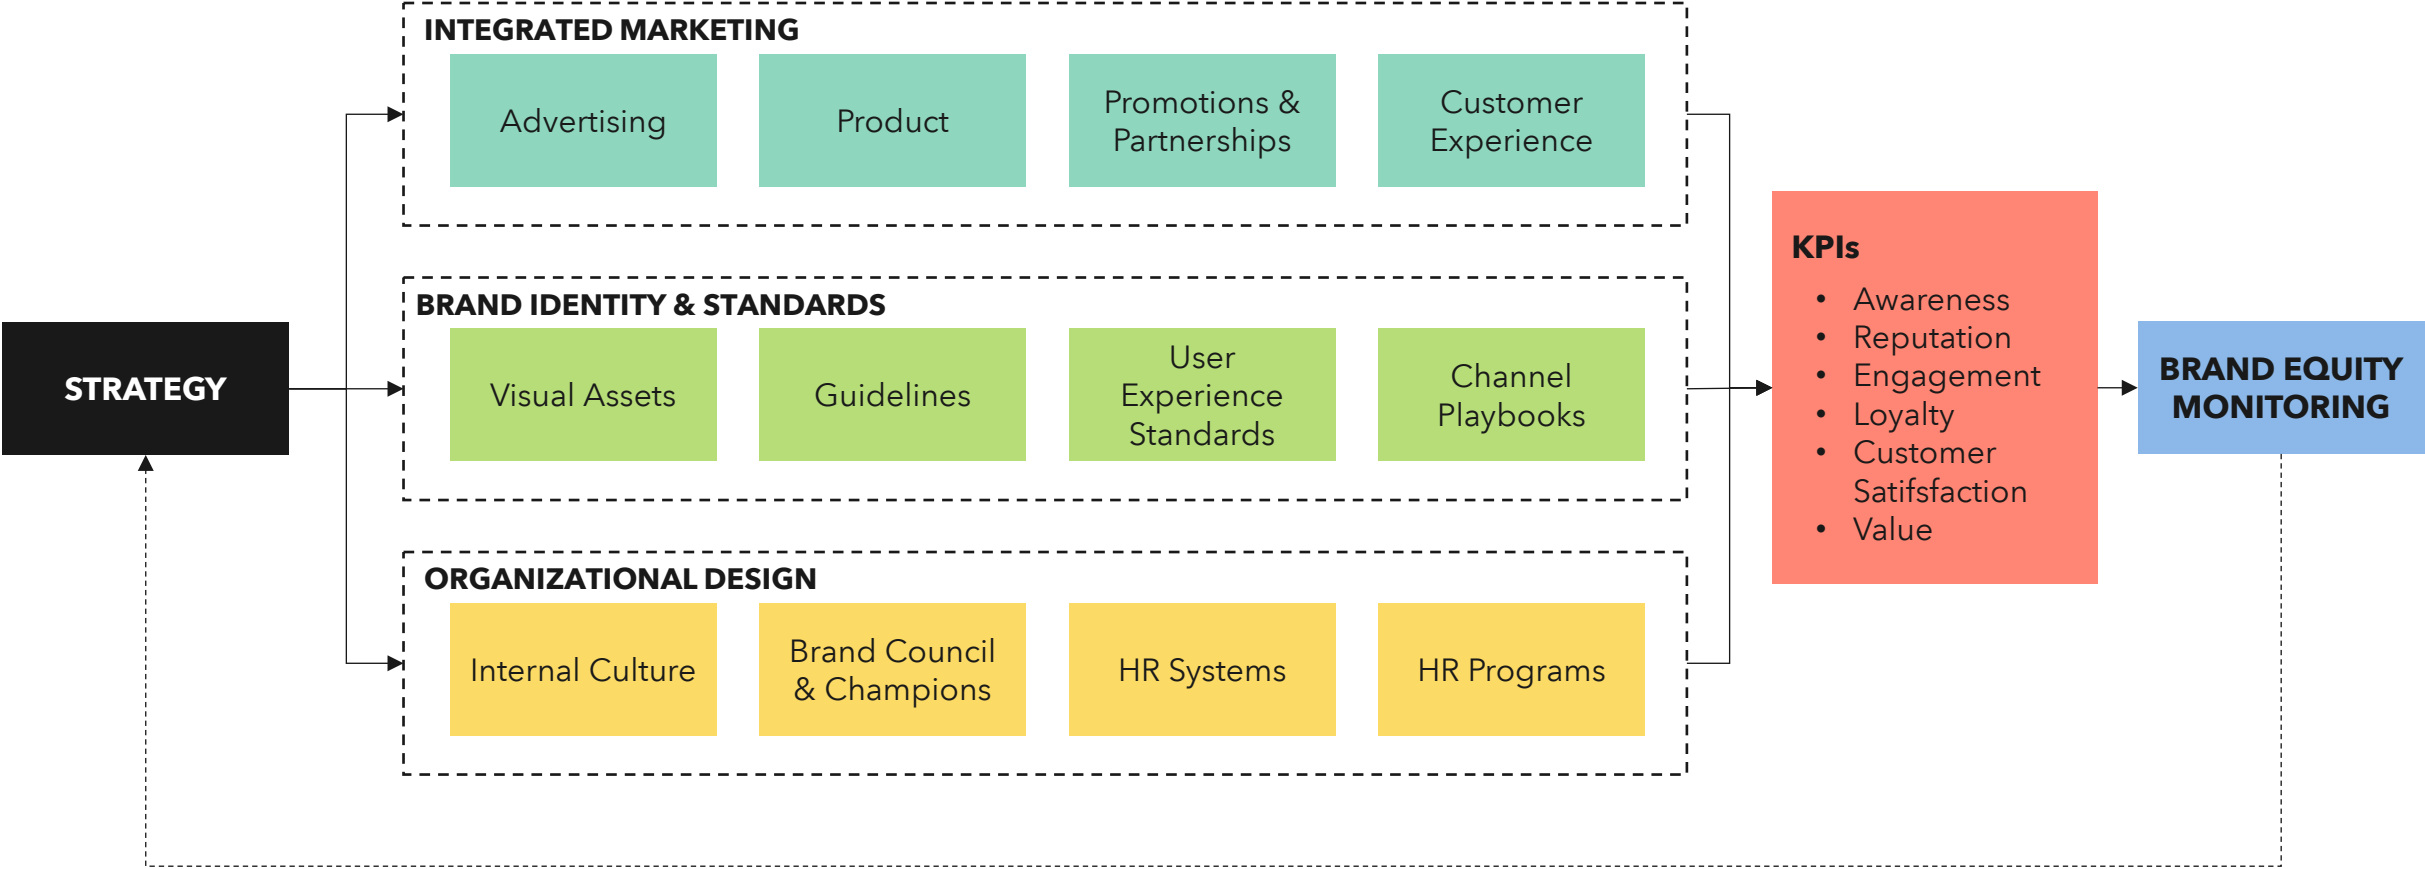 INTEGRATED MARKETING
Advertising
Product
Promotions &
Partnerships
Customer
Experience
STRATEGY
BRAND IDENTITY & STANDARDS
Visual Assets
Guidelines
User
Experience
Standards
Channel
Playbooks
ORGANIZATIONAL DESIGN
Internal Culture
Brand Council
& Champions
HR Systems
HR Programs
KPIs
• Awareness
• Reputation
• Engagement
• Loyalty
• Customer
Satifsfaction
• Value
BRAND EQUITY
MONITORING